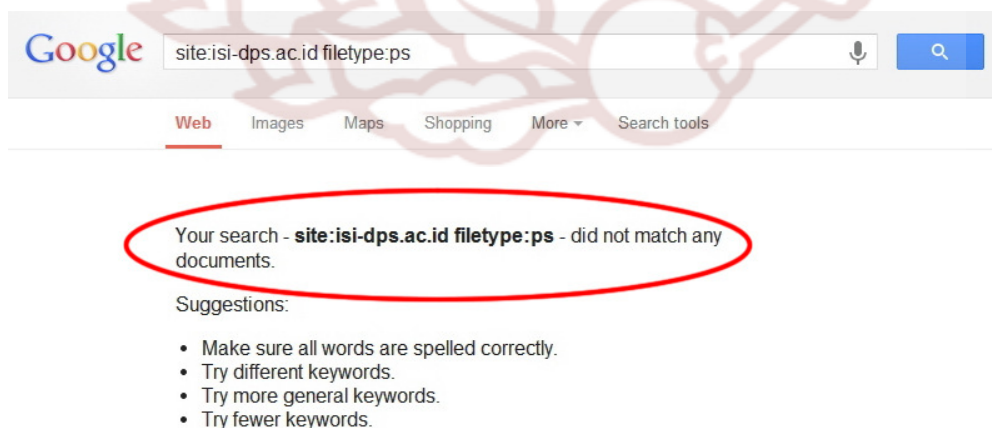 Google site:isi-dps.ac.id filetype:ps
Web Images Maps Shopping More Search tools
Your search - site:isi-dps.ac.id filetype:ps - did not match any
documents.
Suggestions:
• Make sure all words are spelled correctly.
• Try different keywords.
• Try more general keywords.
• Try fewer keywords.